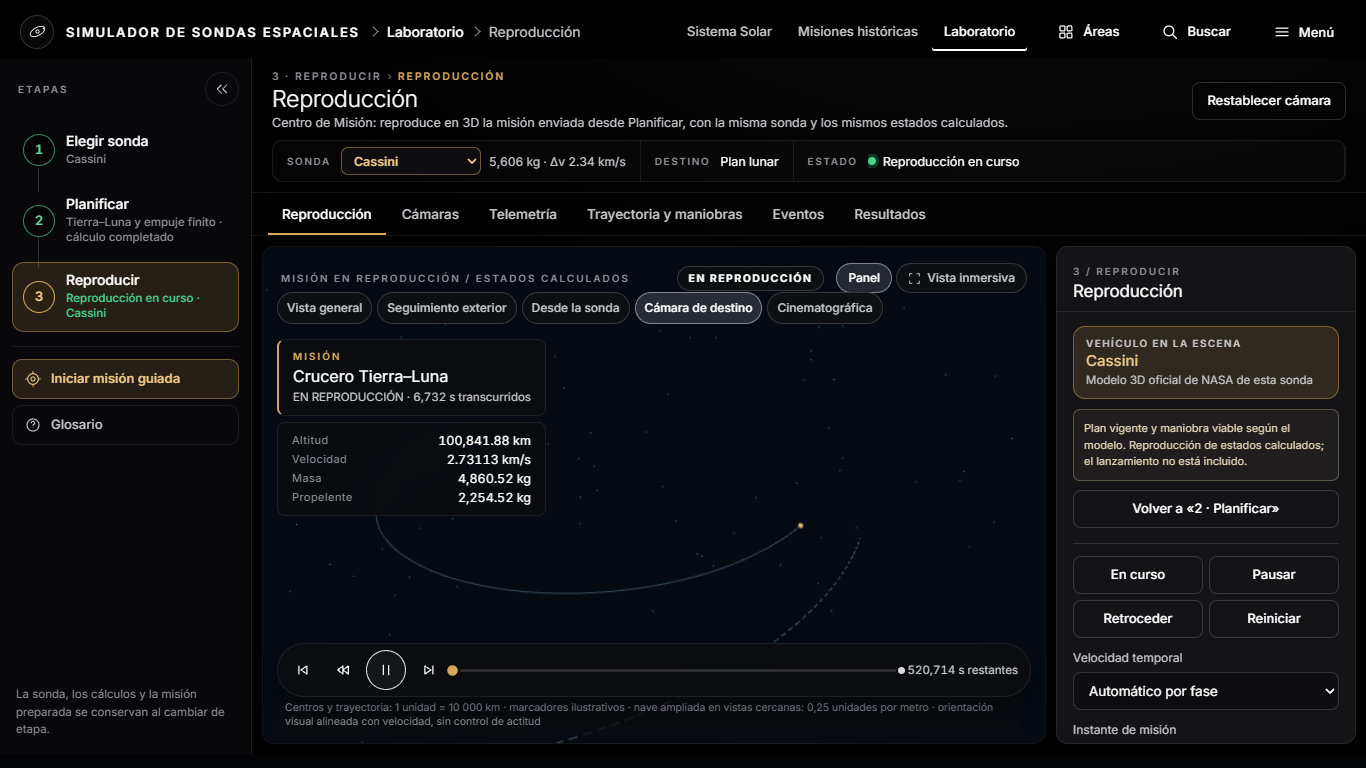 SIMULADOR DE SONDAS ESPACIALES
Laboratorio
Reproducción
Sistema Solar
Misiones históricas
Laboratorio
Áreas
Buscar
Menú
ETAPAS
1
Elegir sonda
Cassini
2
Planificar
Tierra–Luna y empuje finito ·
cálculo completado
3
Reproducir
Reproducción en curso ·
Cassini
Iniciar misión guiada
Glosario
La sonda, los cálculos y la misión
preparada se conservan al cambiar de
etapa.
3 · REPRODUCIR › REPRODUCCIÓN
Reproducción
Centro de Misión: reproduce en 3D la misión enviada desde Planificar, con la misma sonda y los mismos estados calculados.
Restablecer cámara
SONDA
Cassini
5,606 kg · Δv 2.34 km/s
DESTINO
Plan lunar
ESTADO
Reproducción en curso
Reproducción
Cámaras
Telemetría
Trayectoria y maniobras
Eventos
Resultados
MISIÓN EN REPRODUCCIÓN / ESTADOS CALCULADOS
EN REPRODUCCIÓN
Panel
Vista inmersiva
Vista general
Seguimiento exterior
Desde la sonda
Cámara de destino
Cinematográfica
MISIÓN
Crucero Tierra–Luna
EN REPRODUCCIÓN · 6,732 s transcurridos
Altitud 100,841.88 km
Velocidad 2.73113 km/s
Masa 4,860.52 kg
Propelente 2,254.52 kg
520,714 s restantes
Centros y trayectoria: 1 unidad = 10 000 km · marcadores ilustrativos · nave ampliada en vistas cercanas: 0,25 unidades por metro · orientación
visual alineada con velocidad, sin control de actitud
3 / REPRODUCIR
Reproducción
VEHÍCULO EN LA ESCENA
Cassini
Modelo 3D oficial de NASA de esta sonda
Plan vigente y maniobra viable según el
modelo. Reproducción de estados calculados;
el lanzamiento no está incluido.
Volver a «2 · Planificar»
En curso
Pausar
Retroceder
Reiniciar
Velocidad temporal
Automático por fase
Instante de misión